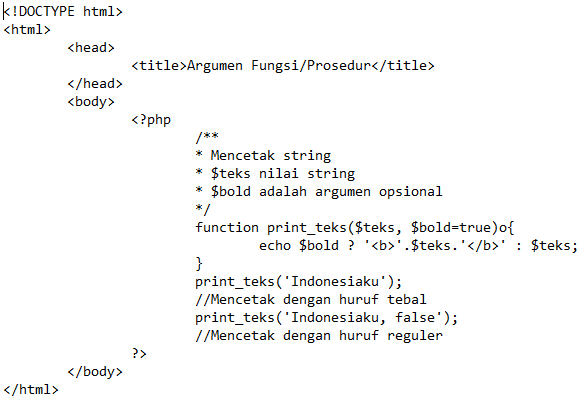 <!DOCTYPE html>
<html>
<head>
<title>Argumen Fungsi/Prosedur</title>
</head>
<body>
<?php
/**
* Mencetak string
* $teks nilai string
* $bold adalah argumen opsional
*/
function print_teks($teks, $bold=true)o{
echo $bold ? '<b>'.$teks.'</b>' : $teks;
}
print_teks('Indonesiaku');
//Mencetak dengan huruf tebal
print_teks('Indonesiaku, false');
//Mencetak dengan huruf reguler
?>
</body>
</html>